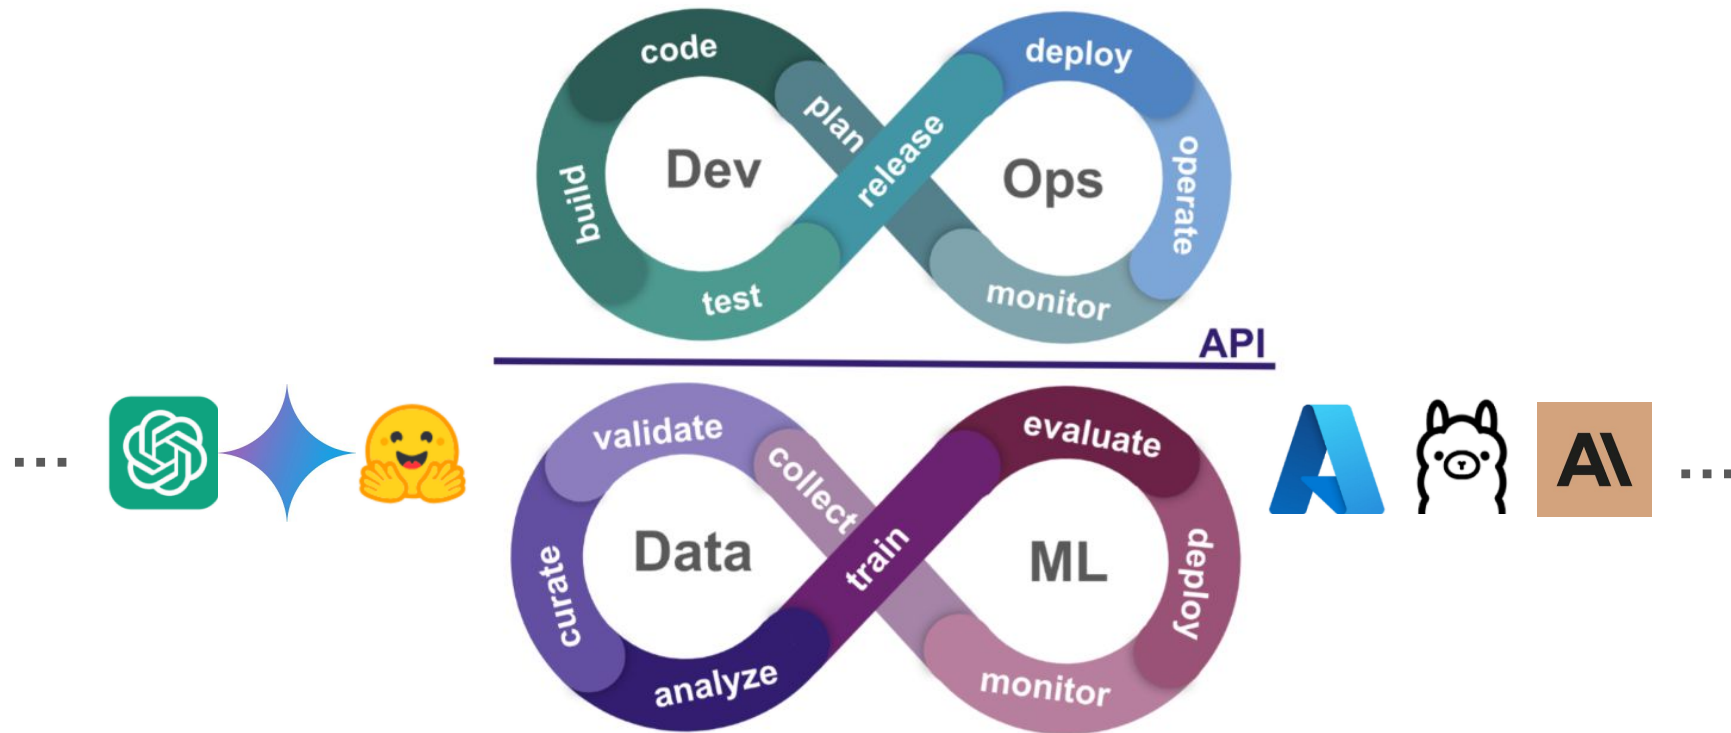 code
deploy
plan
release
Dev
Ops
build
operate
test
monitor
API
validate
evaluate
collect
train
Data
ML
curate
deploy
analyze
monitor
...
A\
...